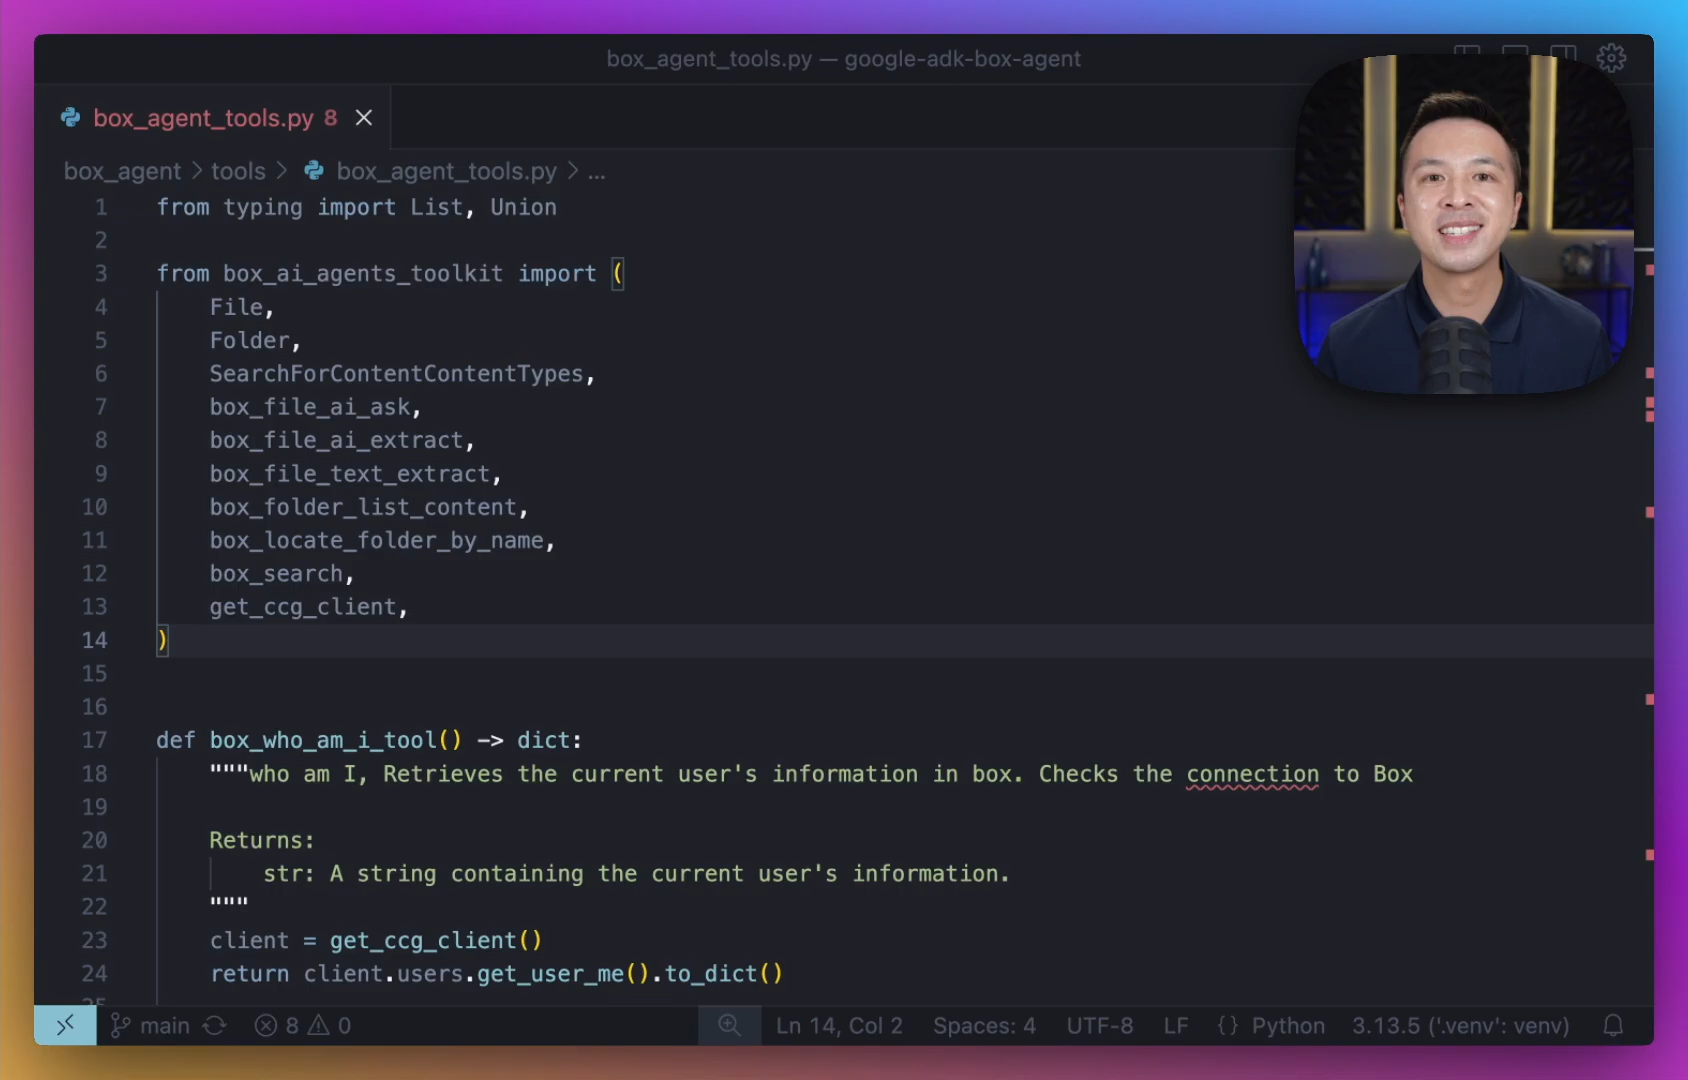 box_agent_tools.py — google-adk-box-agent
box_agent_tools.py 8
box_agent > tools > box_agent_tools.py > ...
1 from typing import List, Union
2
3 from box_ai_agents_toolkit import (
4 File,
5 Folder,
6 SearchForContentContentTypes,
7 box_file_ai_ask,
8 box_file_ai_extract,
9 box_file_text_extract,
10 box_folder_list_content,
11 box_locate_folder_by_name,
12 box_search,
13 get_ccg_client,
14 )
15
16
17 def box_who_am_i_tool() -> dict:
18 """who am I, Retrieves the current user's information in box. Checks the connection to Box
19
20 Returns:
21 str: A string containing the current user's information.
22 """
23 client = get_ccg_client()
24 return client.users.get_user_me().to_dict()
25
main 8 0 Ln 14, Col 2 Spaces: 4 UTF-8 LF {} Python 3.13.5 ('.venv': venv)